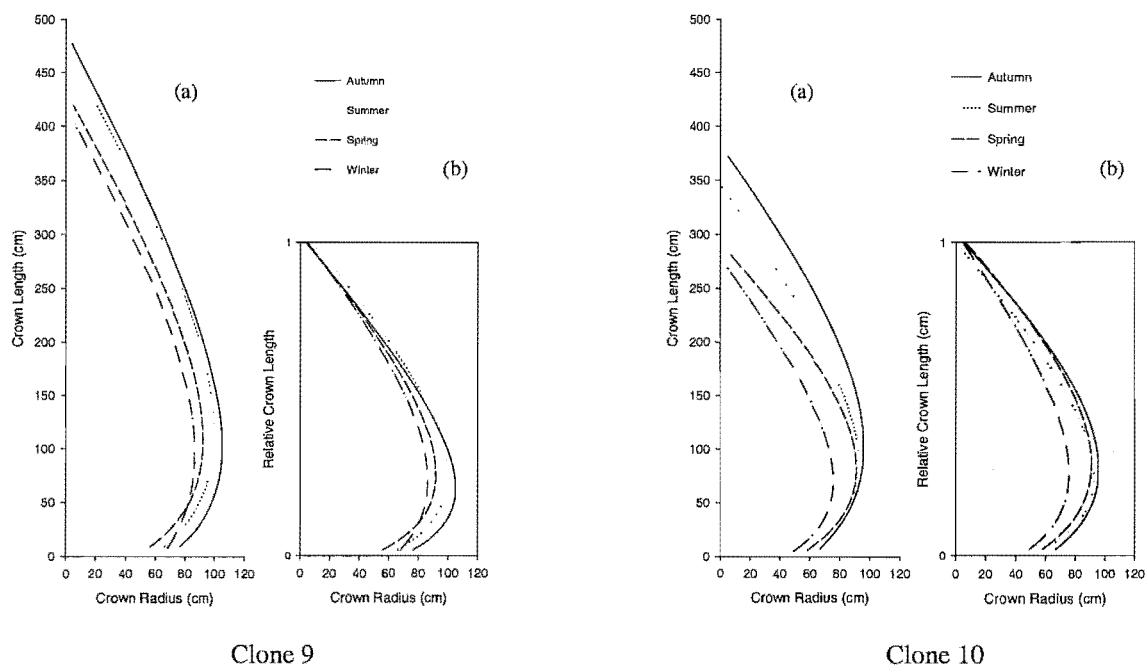 500
450
400
350
300
250
200
150
100
50
0
Crown Length (cm)
0 20 40 60 80 100 120
Crown Radius (cm)
(a)
Autumn
Summer
Spring
Winter
(b)
1
0
Relative Crown Length
0 20 40 60 80 100 120
Crown Radius (cm)
Clone 9
500
450
400
350
300
250
200
150
100
50
0
Crown Length (cm)
0 20 40 60 80 100
Crown Radius (cm)
(a)
Autumn
Summer
Spring
Winter
(b)
1
0
Relative Crown Length (cm)
0 20 40 60 80 100 120
Crown Radius (cm)
Clone 10